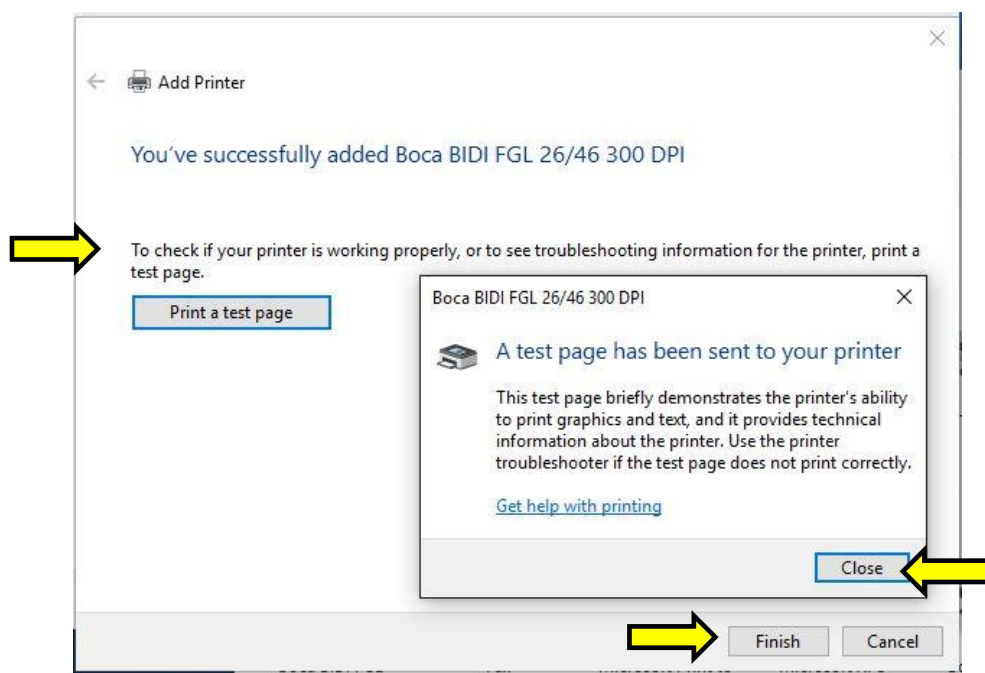 Add Printer
You've successfully added Boca BIDI FGL 26/46 300 DPI
To check if your printer is working properly, or to see troubleshooting information for the printer, print a
test page.
Print a test page
Boca BIDI FGL 26/46 300 DPI
A test page has been sent to your printer
This test page briefly demonstrates the printer's ability
to print graphics and text, and it provides technical
information about the printer. Use the printer
troubleshooter if the test page does not print correctly.
Get help with printing
Close
Finish
Cancel